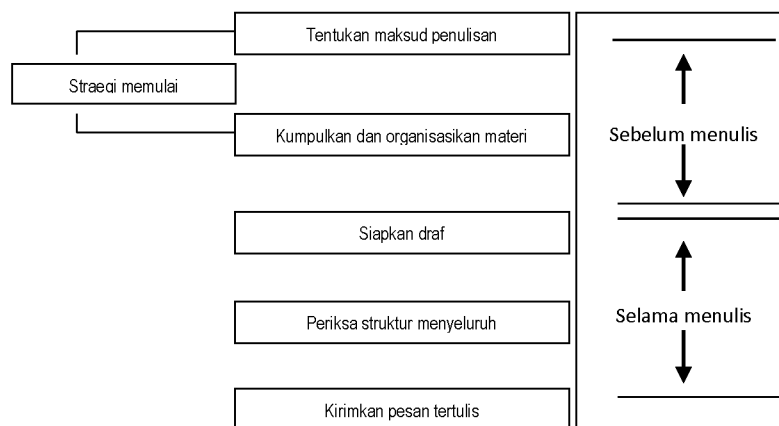 Tentukan maksud penulisan
Straegi memulai
Kumpulkan dan organisasikan materi
Sebelum menulis
Siapkan draf
Periksa struktur menyeluruh
Selama menulis
Kirimkan pesan tertulis